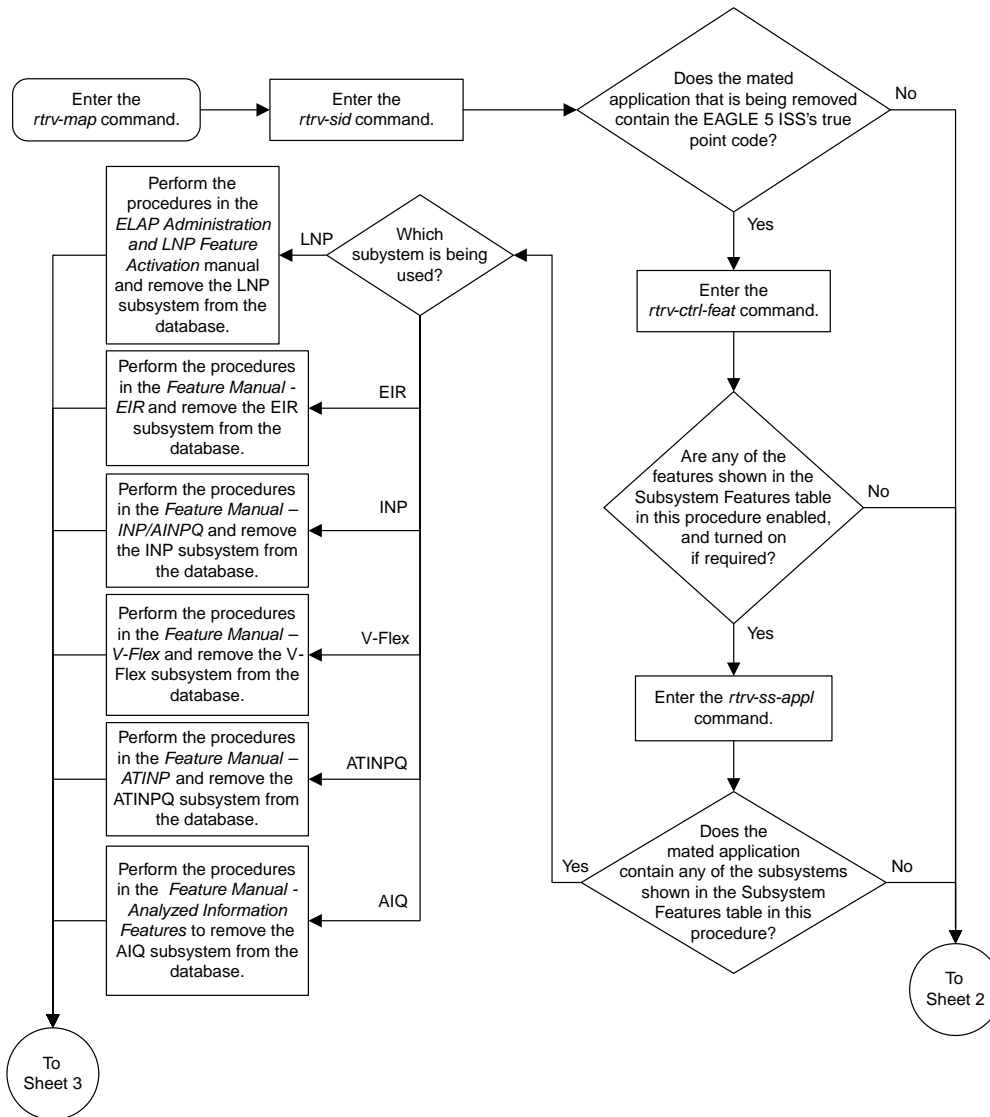 Enter the
rtrv-map command.
Enter the
rtrv-sid command.
Does the mated
application that is being removed
contain the EAGLE 5 ISS's true
point code?
No
Yes
Enter the
rtrv-ctrl-feat command.
Are any of the
features shown in the
Subsystem Features table
in this procedure enabled,
and turned on
if required?
No
Yes
Enter the rtrv-ss-appl
command.
Does the
mated application
contain any of the subsystems
shown in the Subsystem
Features table in this
procedure?
No
Yes
To
Sheet 2
Which
subystem is being
used?
LNP
Perform the
procedures in the
ELAP Administration
and LNP Feature
Activation manual
and remove the LNP
subsystem from the
database.
EIR
Perform the procedures
in the Feature Manual -
EIR and remove the EIR
subsystem from the
database.
INP
Perform the procedures
in the Feature Manual –
INP/AINPQ and remove
the INP subsystem from
the database.
V-Flex
Perform the procedures
in the Feature Manual –
V-Flex and remove the V-
Flex subsystem from the
database.
ATINPQ
Perform the procedures
in the Feature Manual –
ATINP and remove the
ATINPQ subsystem from
the database.
AIQ
Perform the procedures
in the Feature Manual -
Analyzed Information
Features to remove the
AIQ subsystem from the
database.
To
Sheet 3